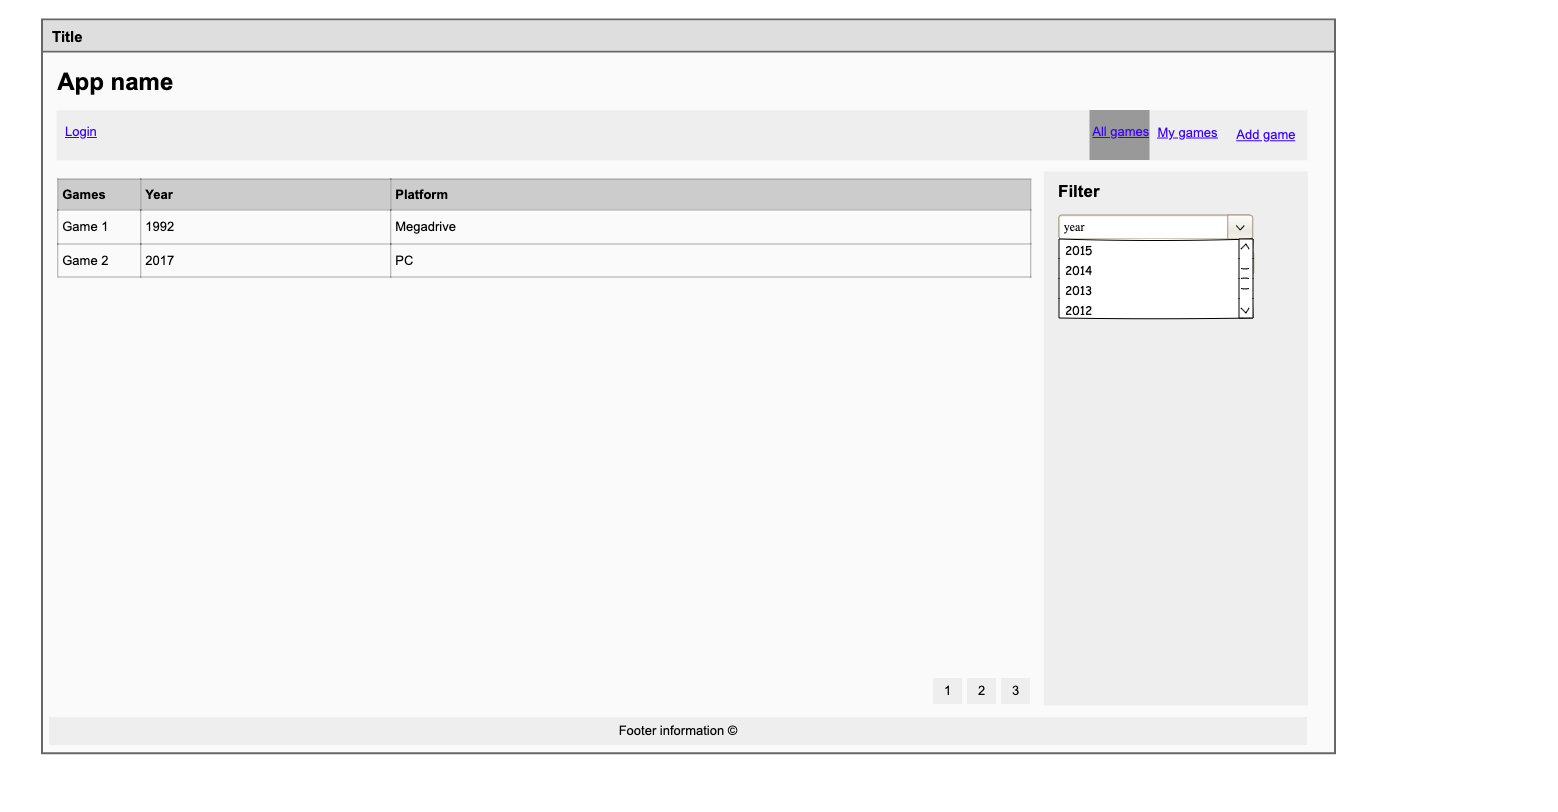 Title
App name
Login All games My games Add game
Games Year Platform
Game 1 1992 Megadrive
Game 2 2017 PC
Filter
year
2015
2014
2013
2012
1 2 3
Footer information ©